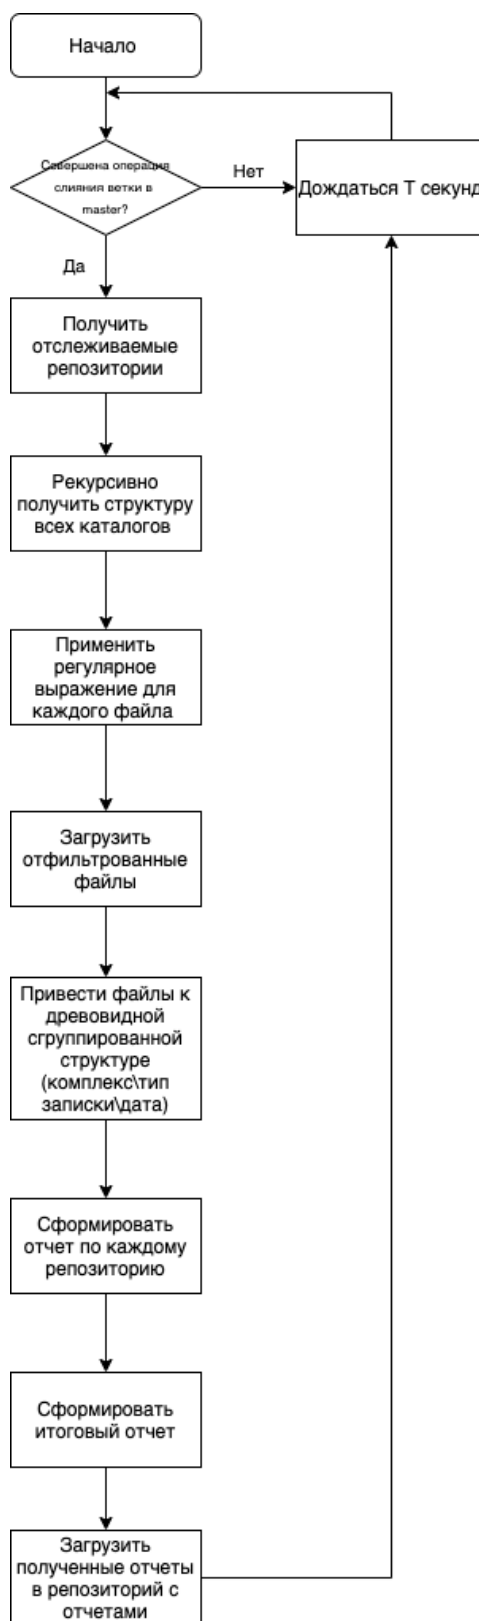 Начало
Совершена операция
слияния ветки в
master?
Нет
Дождаться T секунд
Да
Получить
отслеживаемые
репозитории
Рекурсивно
получить структуру
всех каталогов
Применить
регулярное
выражение для
каждого файла
Загрузить
отфильтрованные
файлы
Привести файлы к
древовидной
сгруппированной
структуре
(комплекс\тип
записки\дата)
Сформировать
отчет по каждому
репозиторию
Сформировать
итоговый отчет
Загрузить
полученные отчеты
в репозиторий с
отчетами